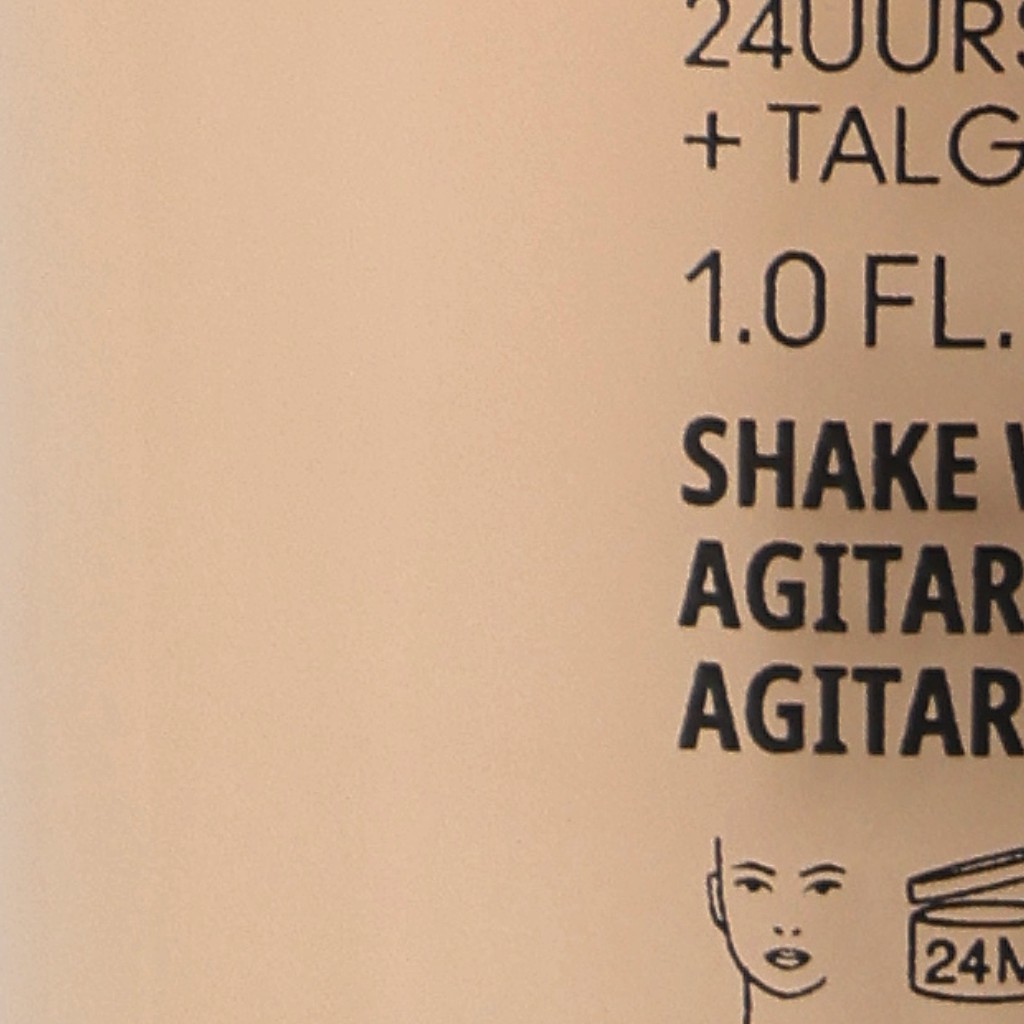 24UURS
+ TALG
1.0 FL.
SHAKE
AGITAR
AGITAR
24M